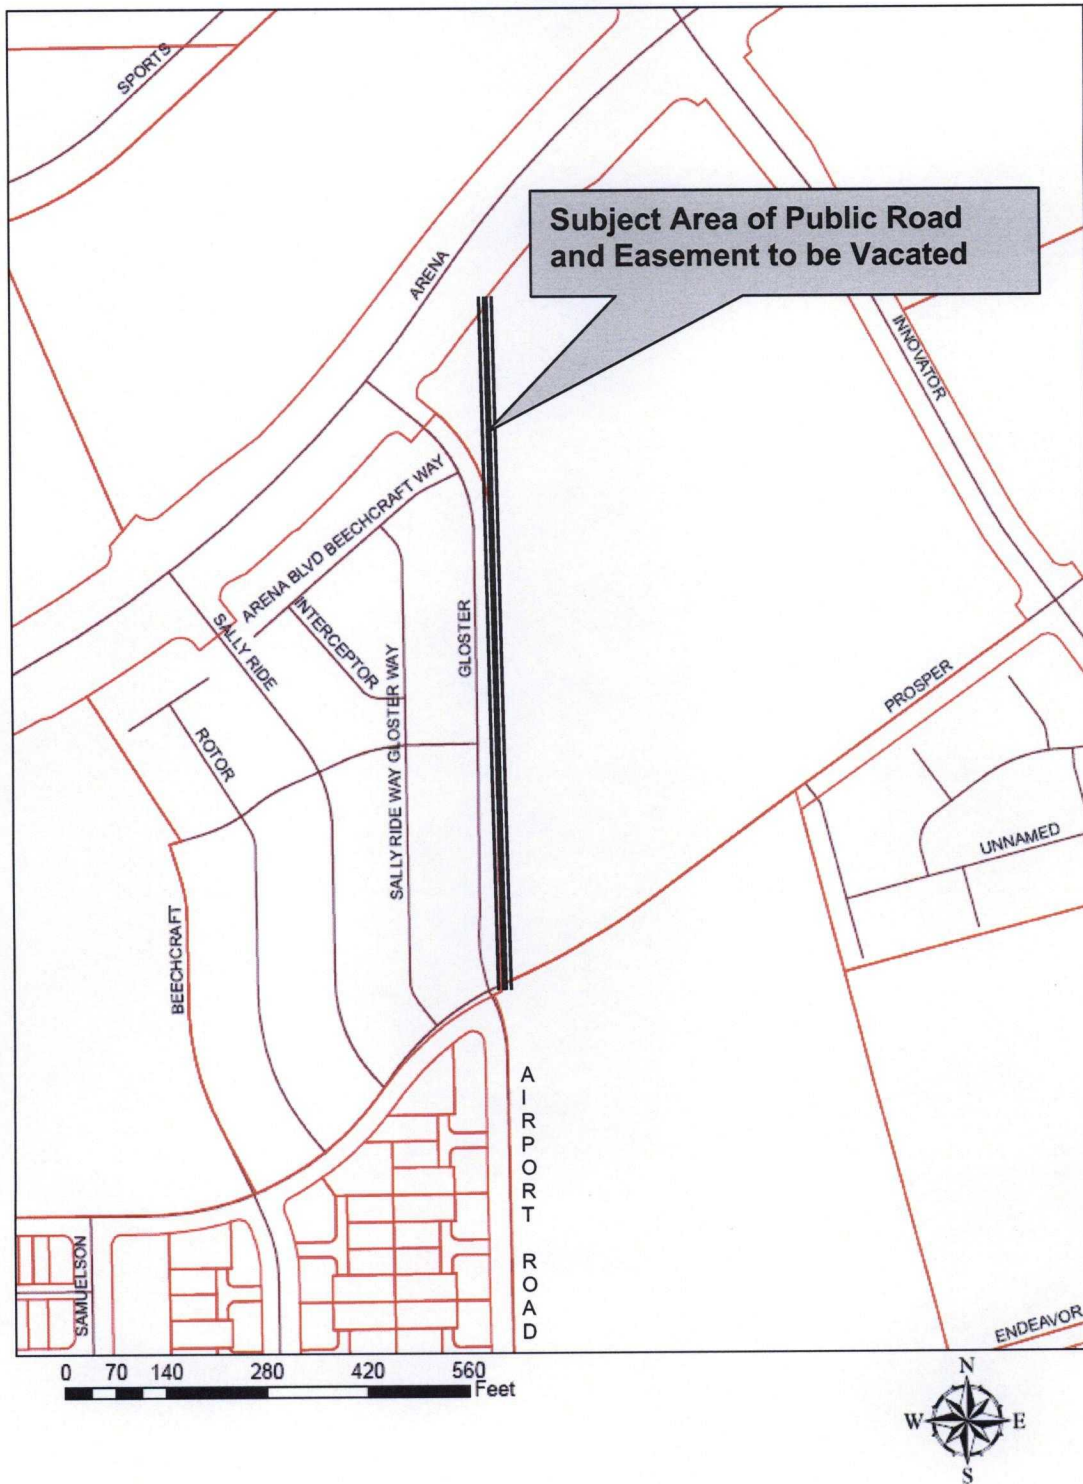 SPORTS
Subject Area of Public Road
and Easement to be Vacated
ARENA
INNOVATOR
ARENA BLVD BEECHCRAFT WAY
INTERCEPTOR
SALLY RIDE
GLOSTER
SALLY RIDE WAY GLOSTER WAY
PROSPER
ROTOR
UNNAMED
BEECHCRAFT
AIRPORT ROAD
SAMUELSON
ENDEAVOR
0 70 140 280 420 560
Feet
N
W E
S